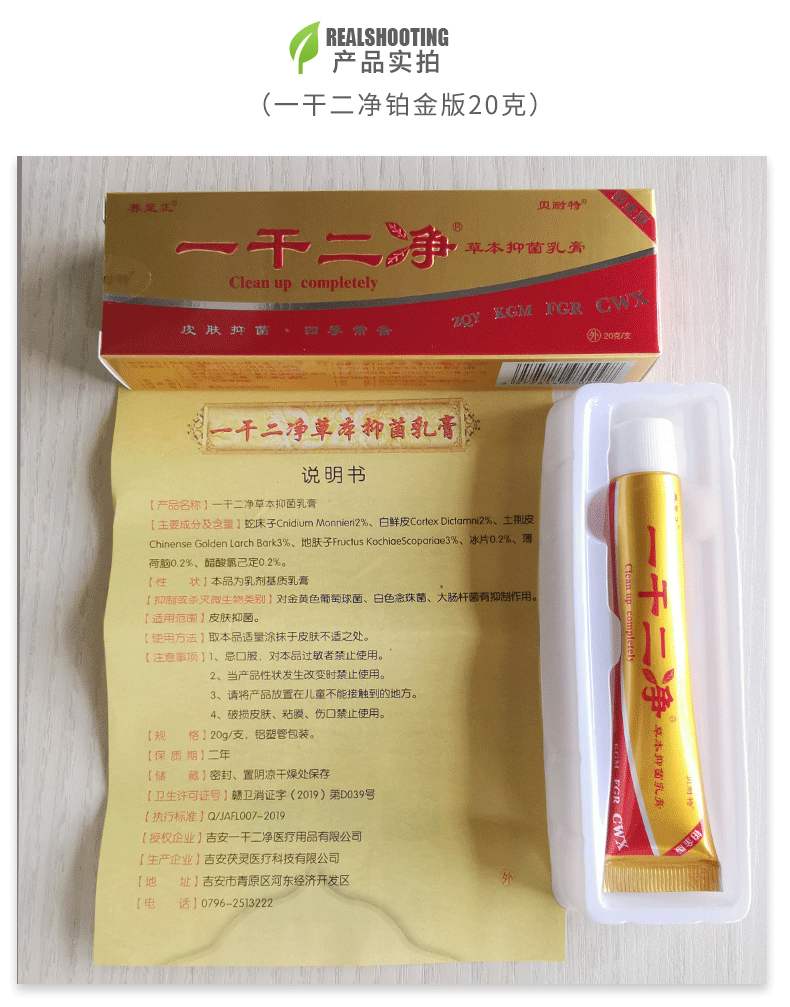 REALSHOOTING
产品实拍
（一干二净铂金版20克）
养芝正®
贝耐特®
一干二净®草本抑菌乳膏
Clean up completely
ZQY KGM FGR CWX
皮肤抑菌·四季常备
外 20克/支
一干二净草本抑菌乳膏
说明书
【产品名称】一干二净草本抑菌乳膏
【主要成分及含量】蛇床子Cnidium Monnieri2%、白鲜皮Cortex Dictamni2%、土荆皮
Chinense Golden Larch Bark3%、地肤子Fructus KochiaeScopariae3%、冰片0.2%、薄
荷脑0.2%、醋酸氯己定0.2%。
【性 状】本品为乳剂基质乳膏
【抑制或杀灭微生物类别】对金黄色葡萄球菌、白色念珠菌、大肠杆菌有抑制作用。
【适用范围】皮肤抑菌。
【使用方法】取本品适量涂抹于皮肤不适之处。
【注意事项】1、忌口服，对本品过敏者禁止使用。
2、当产品性状发生改变时禁止使用。
3、请将产品放置在儿童不能接触到的地方。
4、破损皮肤、粘膜、伤口禁止使用。
【规 格】20g/支，铝塑管包装。
【保 质 期】二年
【储 藏】密封、置阴凉干燥处保存
【卫生许可证号】赣卫消证字（2019）第D039号
【执行标准】Q/JAFL007-2019
【授权企业】吉安一干二净医疗用品有限公司
【生产企业】吉安茯灵医疗科技有限公司
【地 址】吉安市青原区河东经济开发区
【电 话】0796-2513222
外
一干二净®
Clean up completely
草本抑菌乳膏
贝耐特®
KGM FGR CWX
铂金版